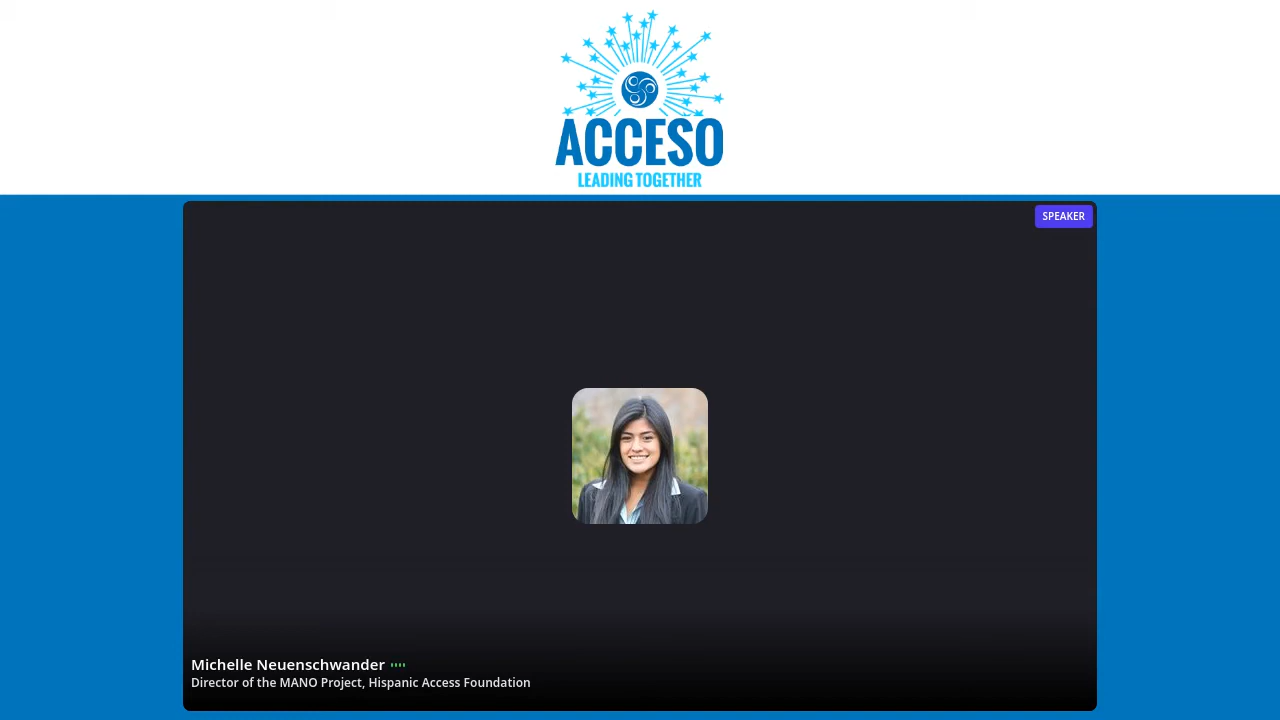 ACCESO
LEADING TOGETHER
SPEAKER
Michelle Neuenschwander
Director of the MANO Project, Hispanic Access Foundation